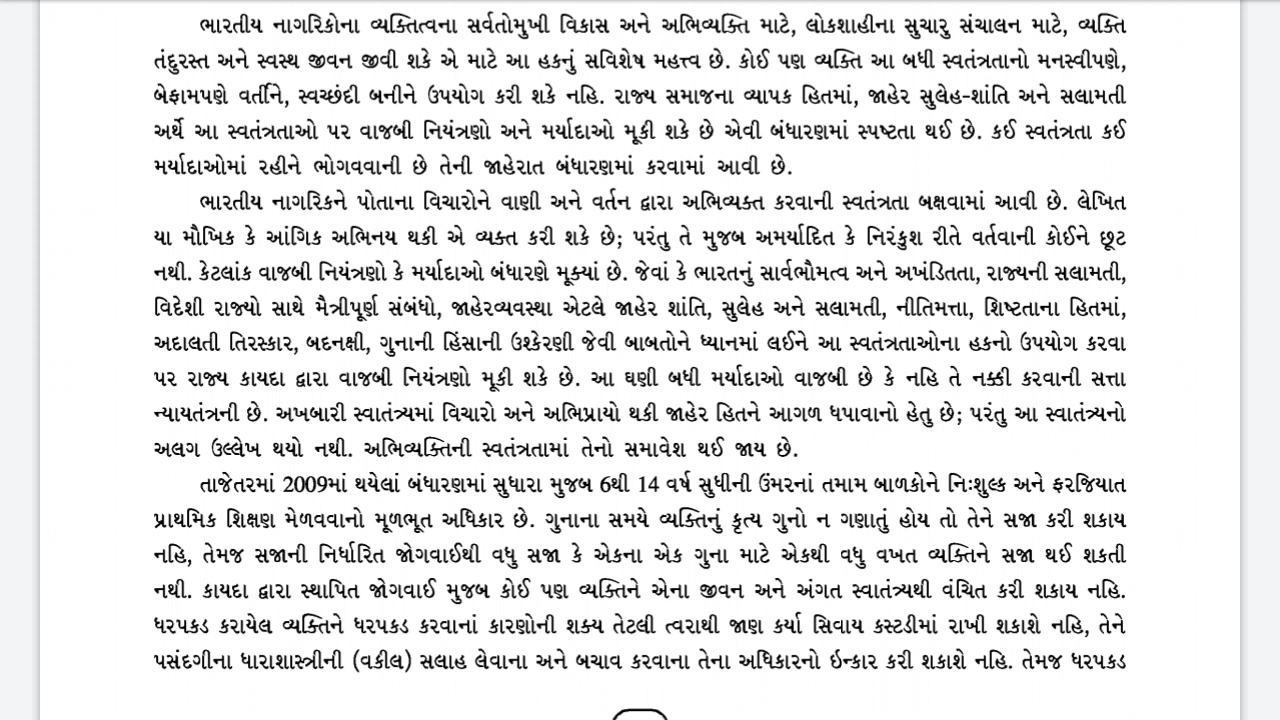 ભારતીય નાગરિકોના વ્યક્તિત્વના સર્વતોમુખી વિકાસ અને અભિવ્યક્તિ માટે, લોકશાહીના સુચારુ સંચાલન માટે, વ્યક્તિ
તંદુરસ્ત અને સ્વસ્થ જીવન જીવી શકે એ માટે આ હકનું સવિશેષ મહત્ત્વ છે. કોઈ પણ વ્યક્તિ આ બધી સ્વતંત્રતાનો મનસ્વીપણે,
બેફામપણે વર્તીને, સ્વચ્છંદી બનીને ઉપયોગ કરી શકે નહિ. રાજ્ય સમાજના વ્યાપક હિતમાં, જાહેર સુલેહ-શાંતિ અને સલામતી
અર્થે આ સ્વતંત્રતાઓ પર વાજબી નિયંત્રણો અને મર્યાદાઓ મૂકી શકે છે એવી બંધારણમાં સ્પષ્ટતા થઈ છે. કઈ સ્વતંત્રતા કઈ
મર્યાદાઓમાં રહીને ભોગવવાની છે તેની જાહેરાત બંધારણમાં કરવામાં આવી છે.
ભારતીય નાગરિકને પોતાના વિચારોને વાણી અને વર્તન દ્વારા અભિવ્યક્ત કરવાની સ્વતંત્રતા બક્ષવામાં આવી છે. લેખિત
યા મૌખિક કે આંગિક અભિનય થકી એ વ્યક્ત કરી શકે છે; પરંતુ તે મુજબ અમર્યાદિત કે નિરંકુશ રીતે વર્તવાની કોઈને છૂટ
નથી. કેટલાંક વાજબી નિયંત્રણો કે મર્યાદાઓ બંધારણે મૂક્યાં છે. જેવાં કે ભારતનું સાર્વભૌમત્વ અને અખંડિતતા, રાજ્યની સલામતી,
વિદેશી રાજ્યો સાથે મૈત્રીપૂર્ણ સંબંધો, જાહેરવ્યવસ્થા એટલે જાહેર શાંતિ, સુલેહ અને સલામતી, નીતિમત્તા, શિષ્ટતાના હિતમાં,
અદાલતી તિરસ્કાર, બદનક્ષી, ગુનાની હિંસાની ઉશ્કેરણી જેવી બાબતોને ધ્યાનમાં લઈને આ સ્વતંત્રતાઓના હકનો ઉપયોગ કરવા
પર રાજ્ય કાયદા દ્વારા વાજબી નિયંત્રણો મૂકી શકે છે. આ ઘણી બધી મર્યાદાઓ વાજબી છે કે નહિ તે નક્કી કરવાની સત્તા
ન્યાયતંત્રની છે. અખબારી સ્વાતંત્ર્યમાં વિચારો અને અભિપ્રાયો થકી જાહેર હિતને આગળ ધપાવાનો હેતુ છે; પરંતુ આ સ્વાતંત્ર્યનો
અલગ ઉલ્લેખ થયો નથી. અભિવ્યક્તિની સ્વતંત્રતામાં તેનો સમાવેશ થઈ જાય છે.
તાજેતરમાં 2009માં થયેલાં બંધારણમાં સુધારા મુજબ 6થી 14 વર્ષ સુધીની ઉંમરનાં તમામ બાળકોને નિઃશુલ્ક અને ફરજિયાત
પ્રાથમિક શિક્ષણ મેળવવાનો મૂળભૂત અધિકાર છે. ગુનાના સમયે વ્યક્તિનું કૃત્ય ગુનો ન ગણાતું હોય તો તેને સજા કરી શકાય
નહિ, તેમજ સજાની નિર્ધારિત જોગવાઈથી વધુ સજા કે એકના એક ગુના માટે એકથી વધુ વખત વ્યક્તિને સજા થઈ શકતી
નથી. કાયદા દ્વારા સ્થાપિત જોગવાઈ મુજબ કોઈ પણ વ્યક્તિને એના જીવન અને અંગત સ્વાતંત્ર્યથી વંચિત કરી શકાય નહિ.
ધરપકડ કરાયેલ વ્યક્તિને ધરપકડ કરવાનાં કારણોની શક્ય તેટલી ત્વરાથી જાણ કર્યા સિવાય કસ્ટડીમાં રાખી શકાશે નહિ, તેને
પસંદગીના ધારાશાસ્ત્રીની (વકીલ) સલાહ લેવાના અને બચાવ કરવાના તેના અધિકારનો ઇન્કાર કરી શકાશે નહિ. તેમજ ધરપકડ